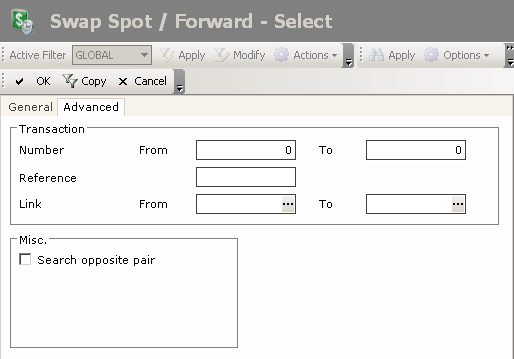 Swap Spot / Forward - Select
Active Filter GLOBAL Apply Modify Actions Apply Options
OK Copy Cancel
General Advanced
Transaction
Number From 0 To 0
Reference
Link From ... To ...
Misc.
Search opposite pair